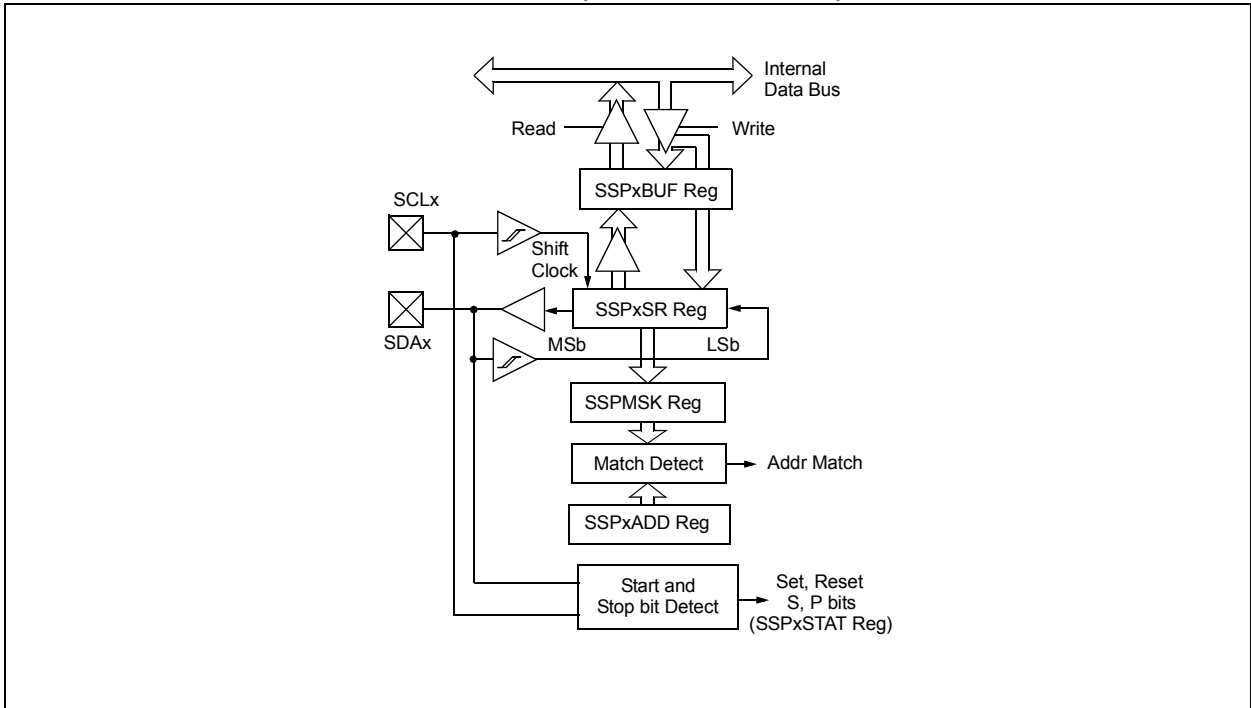 Internal
Data Bus
Read
Write
SSPxBUF Reg
SCLx
Shift
Clock
SSPxSR Reg
SDAx
MSb
LSb
SSPMSK Reg
Match Detect
Addr Match
SSPxADD Reg
Start and
Stop bit Detect
Set, Reset
S, P bits
(SSPxSTAT Reg)